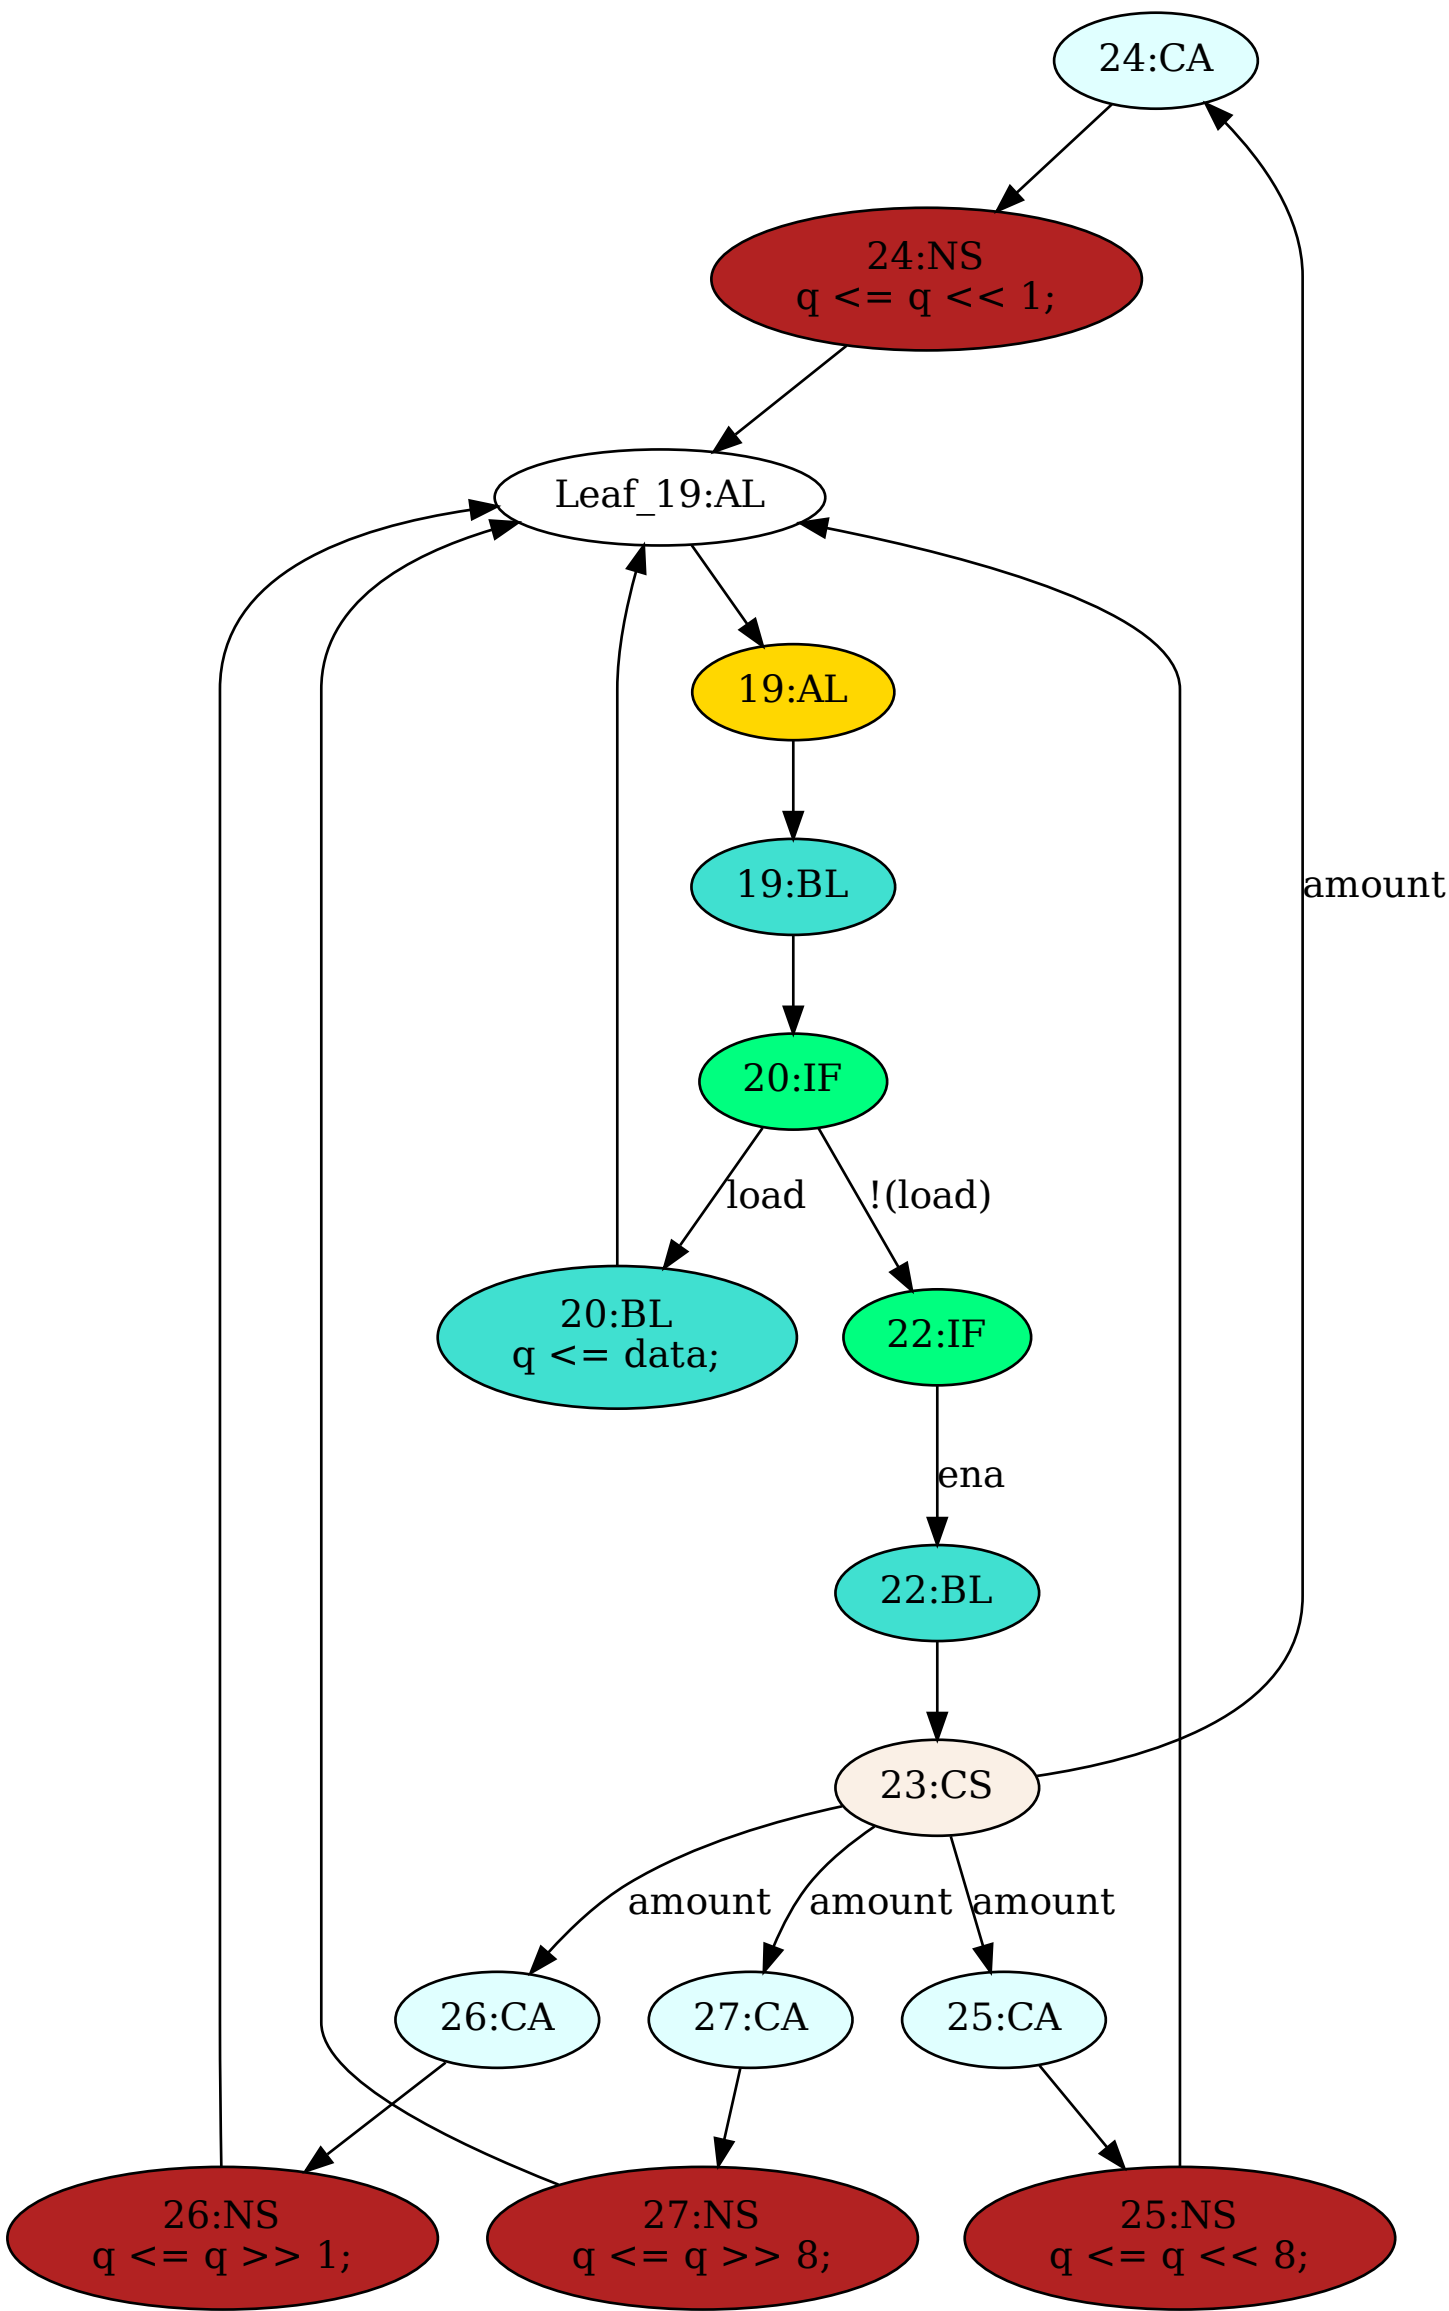 24:CA
24:NS
q <= q << 1;
Leaf_19:AL
19:AL
19:BL
amount
20:IF
load
!(load)
20:BL
q <= data;
22:IF
ena
22:BL
23:CS
amount
amount
amount
26:CA
27:CA
25:CA
26:NS
q <= q >> 1;
27:NS
q <= q >> 8;
25:NS
q <= q << 8;